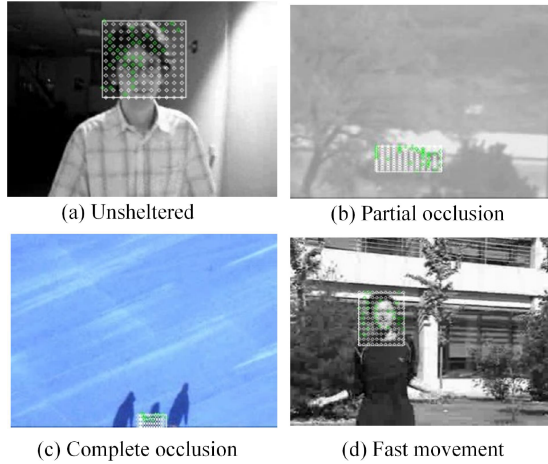 (a) Unsheltered
(b) Partial occlusion
(c) Complete occlusion
(d) Fast movement